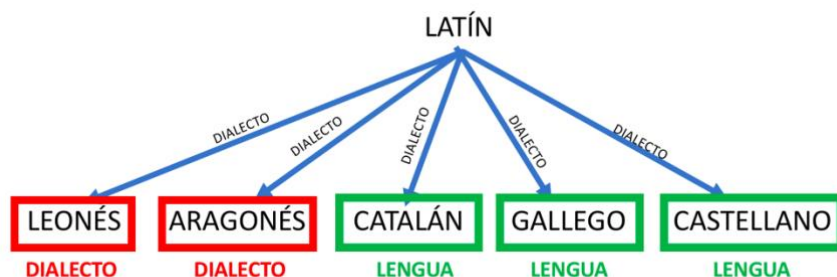 LATÍN
DIALECTO
DIALECTO
DIALECTO
DIALECTO
DIALECTO
LEONÉS
ARAGONÉS
CATALÁN
GALLEGO
CASTELLANO
DIALECTO
DIALECTO
LENGUA
LENGUA
LENGUA